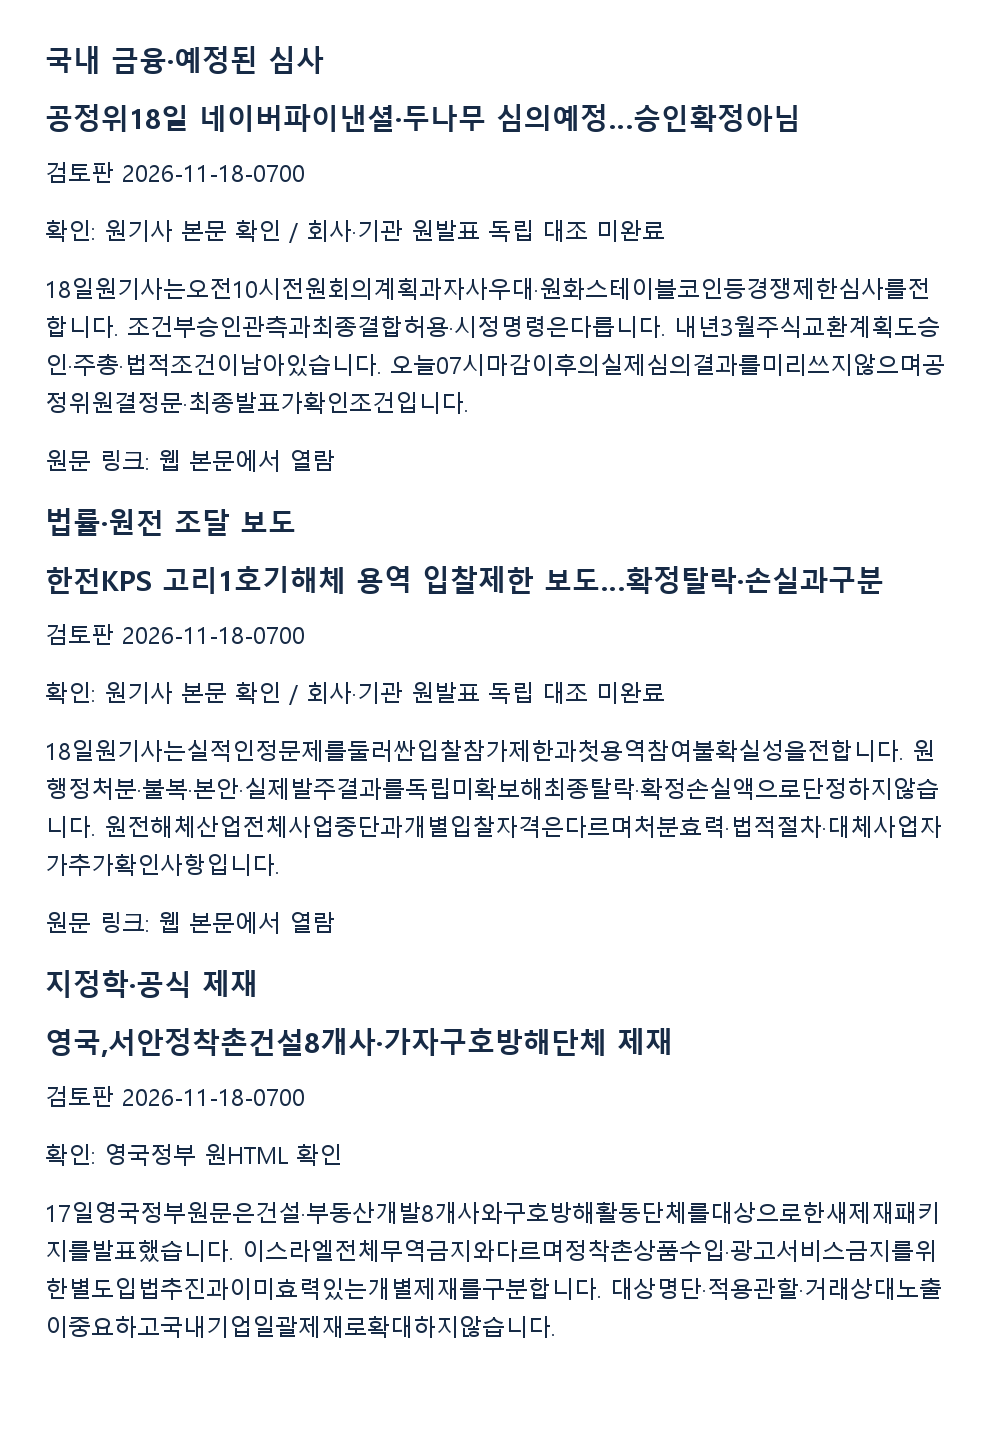 국내 금융·예정된 심사
공정위18일 네이버파이낸셜·두나무 심의예정...승인확정아님
검토판 2026-11-18-0700
확인: 원기사 본문 확인 / 회사·기관 원발표 독립 대조 미완료
18일원기사는오전10시전원회의계획과자사우대·원화스테이블코인등경쟁제한심사를전
합니다. 조건부승인관측과최종결합허용·시정명령은다릅니다. 내년3월주식교환계획도승
인·주총·법적조건이남아있습니다. 오늘07시마감이후의실제심의결과를미리쓰지않으며공
정위원결정문·최종발표가확인조건입니다.
원문 링크: 웹 본문에서 열람
법률·원전 조달 보도
한전KPS 고리1호기해체 용역 입찰제한 보도...확정탈락·손실과구분
검토판 2026-11-18-0700
확인: 원기사 본문 확인 / 회사·기관 원발표 독립 대조 미완료
18일원기사는실적인정문제를둘러싼입찰참가제한과첫용역참여불확실성을전합니다. 원
행정처분·불복·본안·실제발주결과를독립미확보해최종탈락·확정손실액으로단정하지않습
니다. 원전해체산업전체사업중단과개별입찰자격은다르며처분효력·법적절차·대체사업자
가추가확인사항입니다.
원문 링크: 웹 본문에서 열람
지정학·공식 제재
영국,서안정착촌건설8개사·가자구호방해단체 제재
검토판 2026-11-18-0700
확인: 영국정부 원HTML 확인
17일영국정부원문은건설·부동산개발8개사와구호방해활동단체를대상으로한새제재패키
지를발표했습니다. 이스라엘전체무역금지와다르며정착촌상품수입·광고서비스금지를위
한별도입법추진과이미효력있는개별제재를구분합니다. 대상명단·적용관할·거래상대노출
이중요하고국내기업일괄제재로확대하지않습니다.